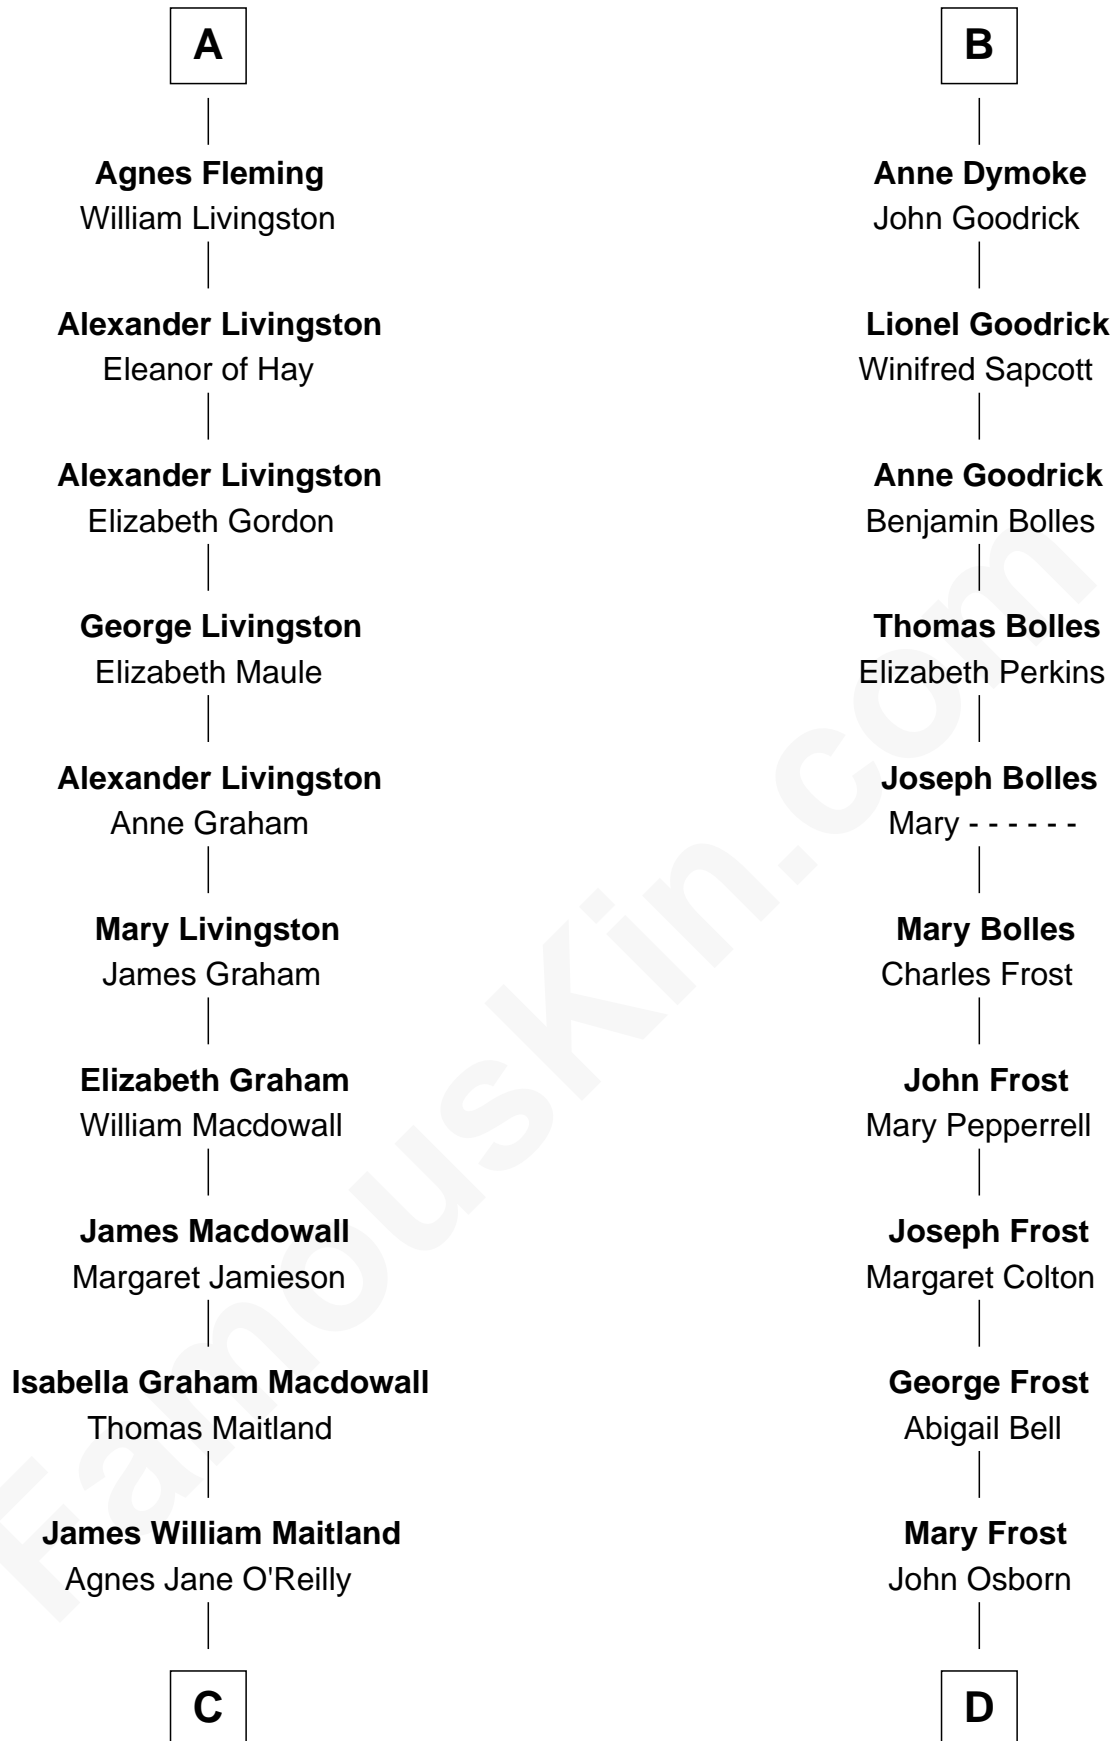 A
Agnes Fleming
William Livingston
Alexander Livingston
Eleanor of Hay
Alexander Livingston
Elizabeth Gordon
George Livingston
Elizabeth Maule
Alexander Livingston
Anne Graham
Mary Livingston
James Graham
Elizabeth Graham
William Macdowall
James Macdowall
Margaret Jamieson
Isabella Graham Macdowall
Thomas Maitland
James William Maitland
Agnes Jane O'Reilly
C
B
Anne Dymoke
John Goodrick
Lionel Goodrick
Winifred Sapcott
Anne Goodrick
Benjamin Bolles
Thomas Bolles
Elizabeth Perkins
Joseph Bolles
Mary - - - - - -
Mary Bolles
Charles Frost
John Frost
Mary Pepperrell
Joseph Frost
Margaret Colton
George Frost
Abigail Bell
Mary Frost
John Osborn
D
FamousKin.com